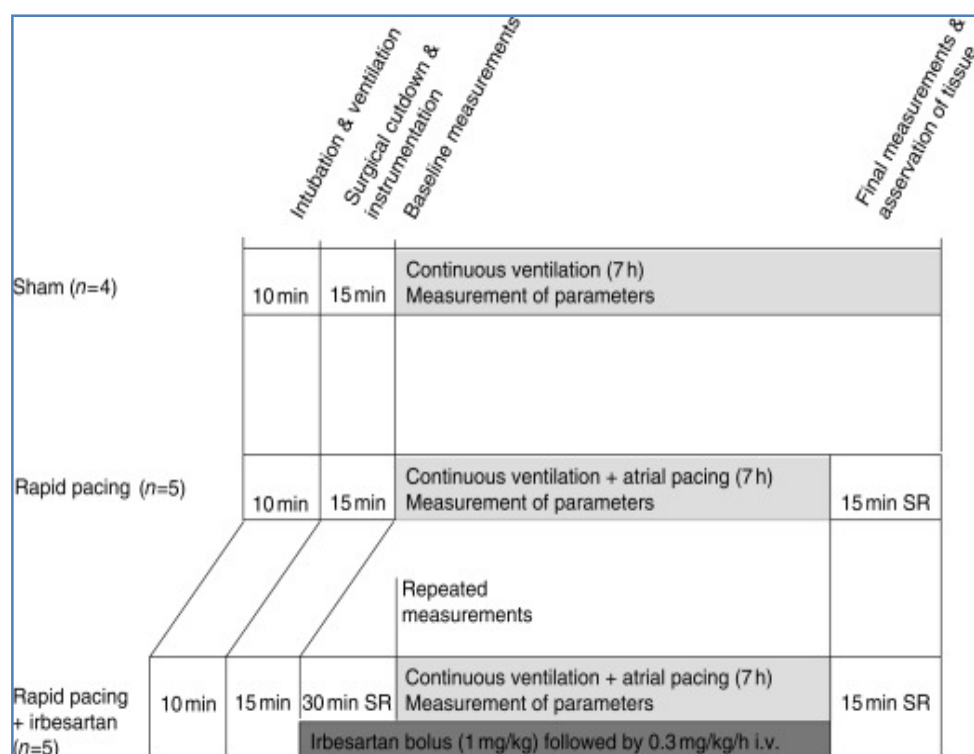 Intubation & ventilation
Surgical cutdown &
instrumentation
Baseline measurements
Final measurements &
asservation of tissue
Sham (n=4)
10 min
15 min
Continuous ventilation (7 h)
Measurement of parameters
Rapid pacing (n=5)
10 min
15 min
Continuous ventilation + atrial pacing (7 h)
Measurement of parameters
15 min SR
Repeated
measurements
Rapid pacing
+ irbesartan
(n=5)
10 min
15 min
30 min SR
Continuous ventilation + atrial pacing (7 h)
Measurement of parameters
15 min SR
Irbesartan bolus (1 mg/kg) followed by 0.3 mg/kg/h i.v.